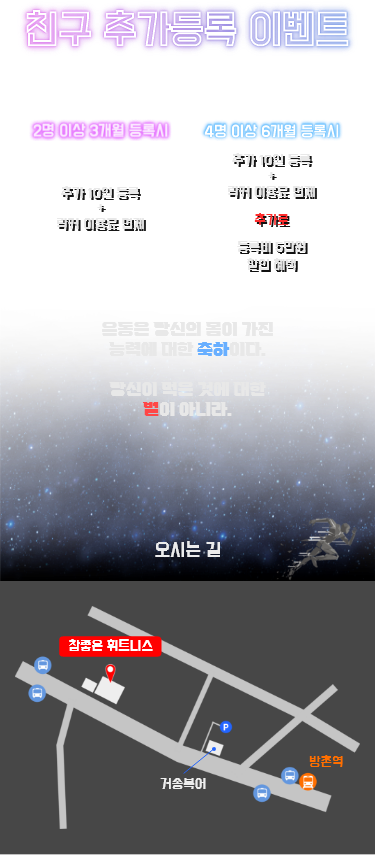 친구 추가등록 이벤트
2명 이상 3개월 등록시
추가 10일 등록
+
락커 이용료 면제
4명 이상 6개월 등록시
추가 10일 등록
+
락커 이용료 면제
추가로
등록비 5만원
할인 혜택
운동은 당신의 몸이 가진
능력에 대한 축하이다.
당신이 먹은 것에 대한
벌이 아니라.
오시는 길
참좋은 휘트니스
P
방촌역
거송복어